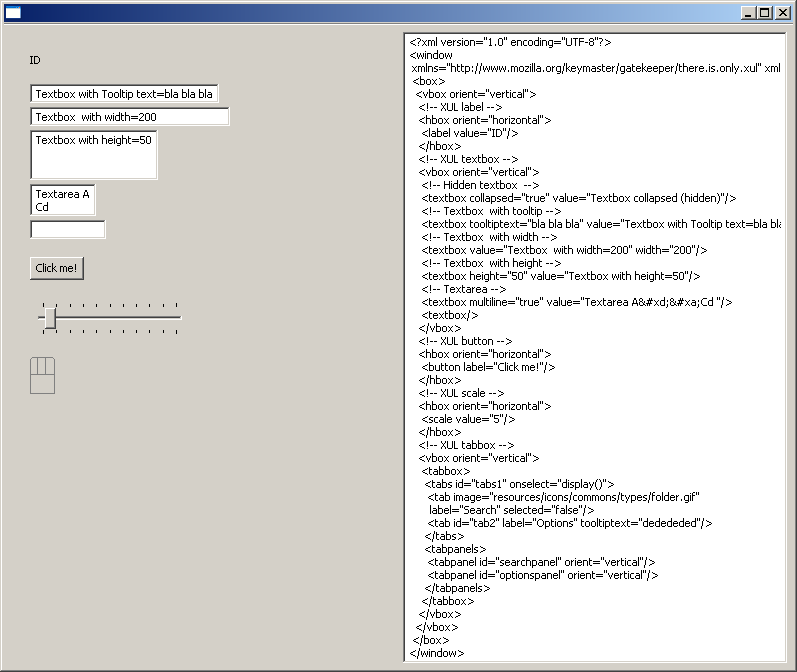 ID
Textbox with Tooltip text=bla bla bla
Textbox  with width=200
Textbox with height=50
Textarea A
Cd
Click me!
<?xml version="1.0" encoding="UTF-8"?>
<window
xmlns="http://www.mozilla.org/keymaster/gatekeeper/there.is.only.xul" xml
<box>
<vbox orient="vertical">
<!-- XUL label -->
<hbox orient="horizontal">
<label value="ID"/>
</hbox>
<!-- XUL textbox -->
<vbox orient="vertical">
<!-- Hidden textbox  -->
<textbox collapsed="true" value="Textbox collapsed (hidden)"/>
<!-- Textbox  with tooltip -->
<textbox tooltiptext="bla bla bla" value="Textbox with Tooltip text=bla bla
<!-- Textbox  with width -->
<textbox value="Textbox  with width=200" width="200"/>
<!-- Textbox  with height -->
<textbox height="50" value="Textbox with height=50"/>
<!-- Textarea -->
<textbox multiline="true" value="Textarea A&#xd;&#xa;Cd "/>
<textbox/>
</vbox>
<!-- XUL button -->
<hbox orient="horizontal">
<button label="Click me!"/>
</hbox>
<!-- XUL scale -->
<hbox orient="horizontal">
<scale value="5"/>
</hbox>
<!-- XUL tabbox -->
<vbox orient="vertical">
<tabbox>
<tabs id="tabs1" onselect="display()">
<tab image="resources/icons/commons/types/folder.gif"
label="Search" selected="false"/>
<tab id="tab2" label="Options" tooltiptext="dedededed"/>
</tabs>
<tabpanels>
<tabpanel id="searchpanel" orient="vertical"/>
<tabpanel id="optionspanel" orient="vertical"/>
</tabpanels>
</tabbox>
</vbox>
</vbox>
</box>
</window>